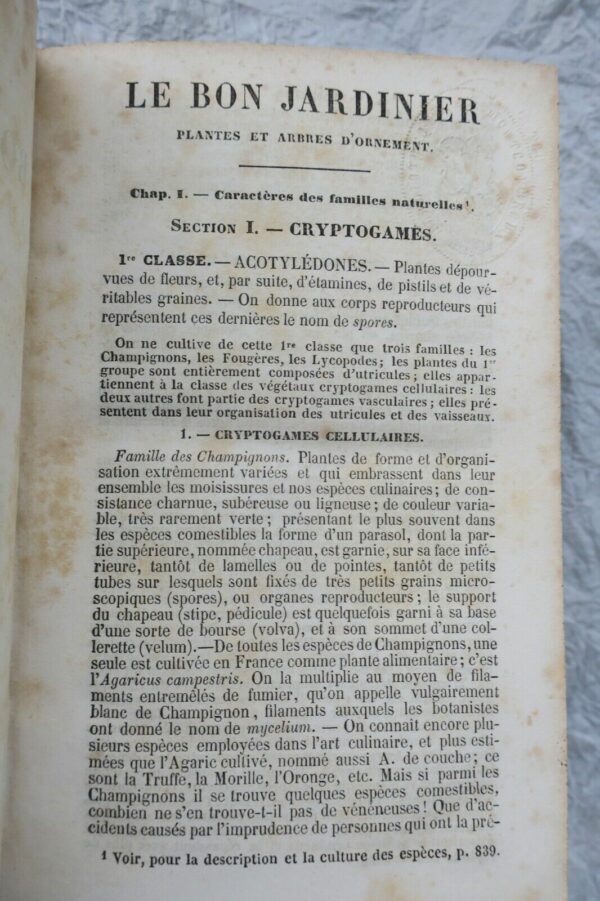 LE BON JARDINIER
PLANTES ET ARBRES D'ORNEMENT.
Chap. I. — Caractères des familles naturelles¹.
SECTION I. — CRYPTOGAMES.
1re CLASSE. — ACOTYLÉDONES. — Plantes dépour-
vues de fleurs, et, par suite, d'étamines, de pistils et de vé-
ritables graines. — On donne aux corps reproducteurs qui
représentent ces dernières le nom de spores.
On ne cultive de cette 1re classe que trois familles : les
Champignons, les Fougères, les Lycopodes; les plantes du 1er
groupe sont entièrement composées d'utricules; elles appar-
tiennent à la classe des végétaux cryptogames cellulaires : les
deux autres font partie des cryptogames vasculaires; elles pré-
sentent dans leur organisation des utricules et des vaisseaux.
1. — CRYPTOGAMES CELLULAIRES.
Famille des Champignons. Plantes de forme et d'organi-
sation extrêmement variées et qui embrassent dans leur
ensemble les moisissures et nos espèces culinaires; de con-
sistance charnue, subéreuse ou ligneuse; de couleur varia-
ble, très rarement verte; présentant le plus souvent dans
les espèces comestibles la forme d'un parasol, dont la par-
tie supérieure, nommée chapeau, est garnie, sur sa face infé-
rieure, tantôt de lamelles ou de pointes, tantôt de petits
tubes sur lesquels sont fixés de très petits grains micro-
scopiques (spores), ou organes reproducteurs; le support
du chapeau (stipe, pédicule) est quelquefois garni à sa base
d'une sorte de bourse (volva), et à son sommet d'une col-
lerette (velum).—De toutes les espèces de Champignons, une
seule est cultivée en France comme plante alimentaire; c'est
l'Agaricus campestris. On la multiplie au moyen de fila-
ments entremêlés de fumier, qu'on appelle vulgairement
blanc de Champignon, filaments auxquels les botanistes
ont donné le nom de mycelium. — On connait encore plu-
sieurs espèces employées dans l'art culinaire, et plus esti-
mées que l'Agaric cultivé, nommé aussi A. de couche; ce
sont la Truffe, la Morille, l'Oronge, etc. Mais si parmi les
Champignons il se trouve quelques espèces comestibles,
combien ne s'en trouve-t-il pas de vénéneuses! Que d'ac-
cidents causés par l'imprudence de personnes qui ont la pré-
¹ Voir, pour la description et la culture des espèces, p. 839.